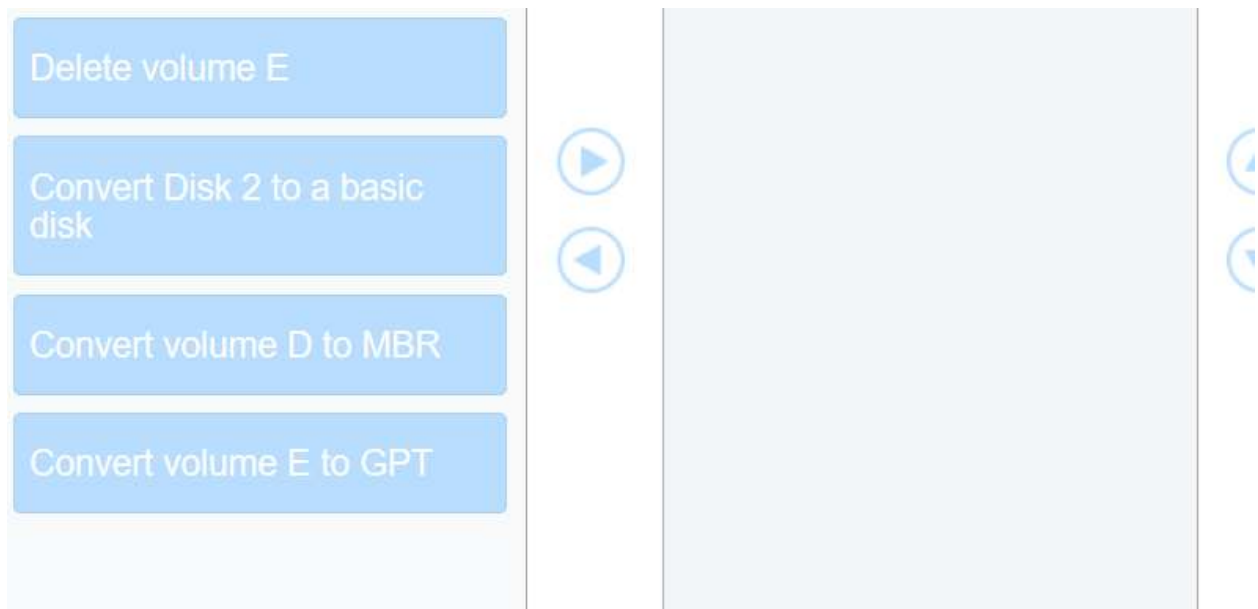 Delete volume E
Convert Disk 2 to a basic
disk
Convert volume D to MBR
Convert volume E to GPT